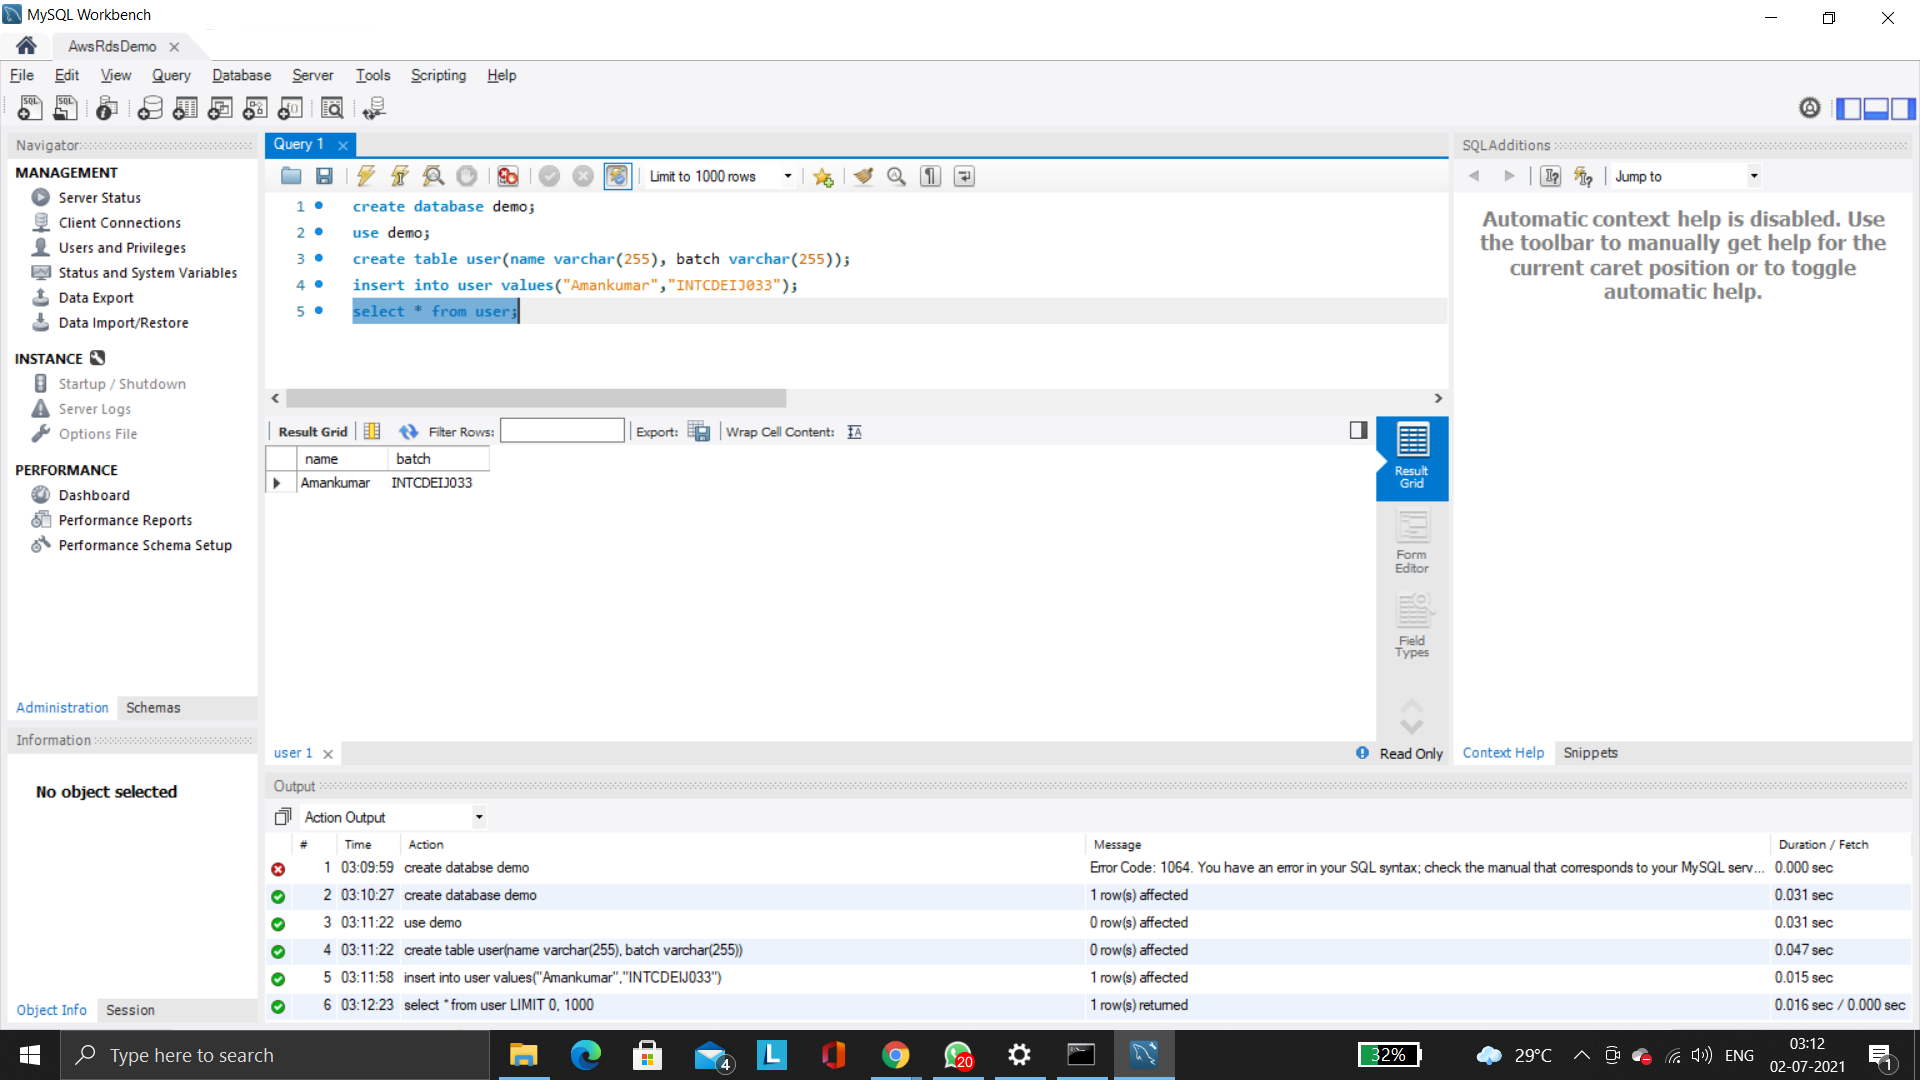 MySQL Workbench
AwsRdsDemo
File Edit View Query Database Server Tools Scripting Help
Navigator
MANAGEMENT
Server Status
Client Connections
Users and Privileges
Status and System Variables
Data Export
Data Import/Restore
INSTANCE
Startup / Shutdown
Server Logs
Options File
PERFORMANCE
Dashboard
Performance Reports
Performance Schema Setup
Administration Schemas
Information
No object selected
Object Info Session
Query 1
Limit to 1000 rows
1 create database demo;
2 use demo;
3 create table user(name varchar(255), batch varchar(255));
4 insert into user values("Amankumar","INTCDEIJ033");
5 select * from user;
Result Grid Filter Rows: Export: Wrap Cell Content:
name batch
Amankumar INTCDEIJ033
Result
Grid
Form
Editor
Field
Types
user 1
Read Only
SQLAdditions
Jump to
Automatic context help is disabled. Use
the toolbar to manually get help for the
current caret position or to toggle
automatic help.
Context Help Snippets
Output
Action Output
# Time Action Message Duration / Fetch
1 03:09:59 create databse demo Error Code: 1064. You have an error in your SQL syntax; check the manual that corresponds to your MySQL serv... 0.000 sec
2 03:10:27 create database demo 1 row(s) affected 0.031 sec
3 03:11:22 use demo 0 row(s) affected 0.031 sec
4 03:11:22 create table user(name varchar(255), batch varchar(255)) 0 row(s) affected 0.047 sec
5 03:11:58 insert into user values("Amankumar","INTCDEIJ033") 1 row(s) affected 0.015 sec
6 03:12:23 select * from user LIMIT 0, 1000 1 row(s) returned 0.016 sec / 0.000 sec
Type here to search
4
L
20
32%
29°C
ENG
03:12
02-07-2021
1